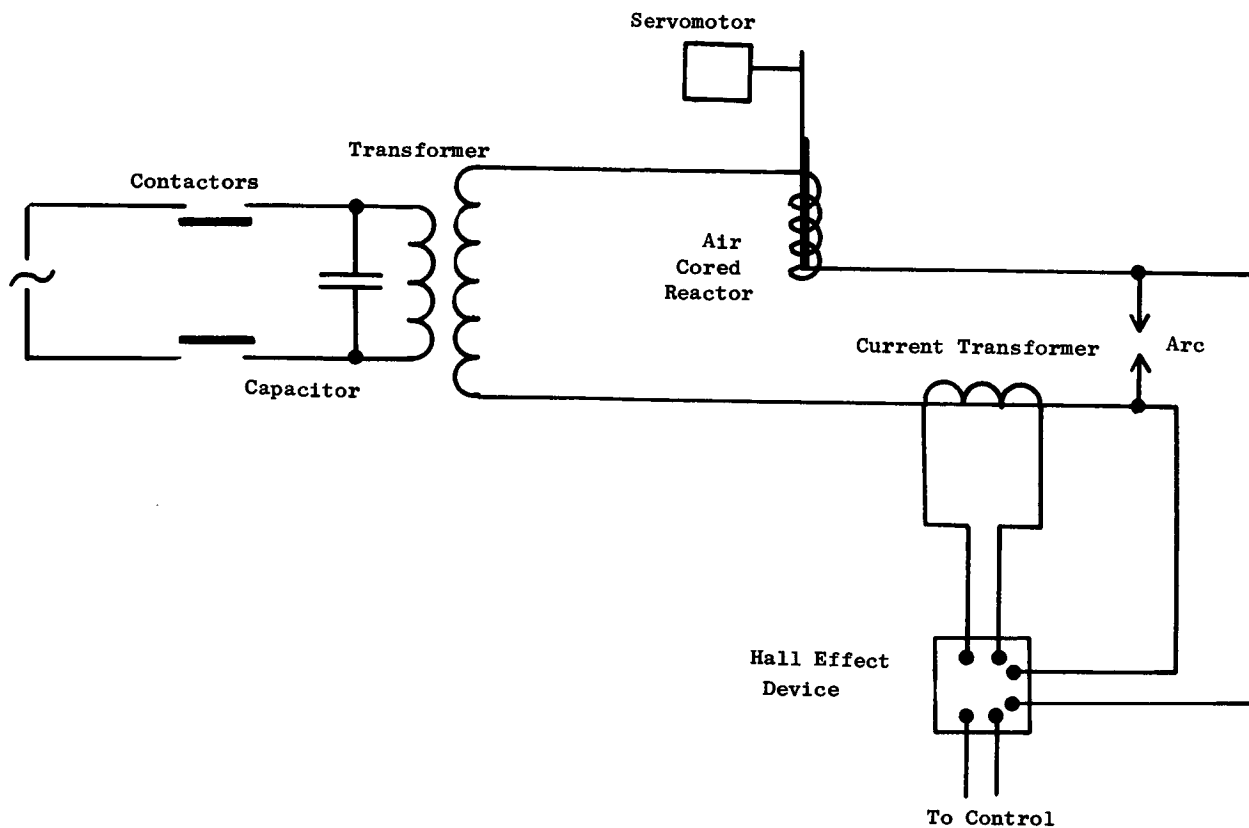 Servomotor
Transformer
Contactors
Air
Cored
Reactor
Current Transformer
Arc
Capacitor
Hall Effect
Device
To Control